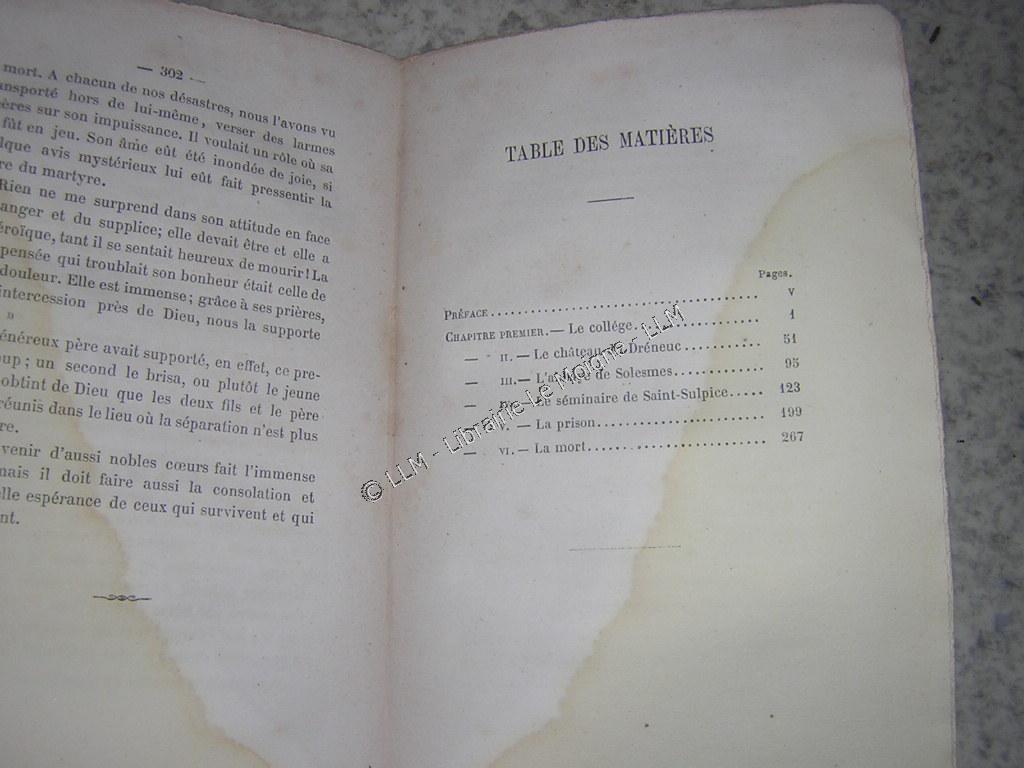 — 302 —
mort. A chacun de nos désastres, nous l'avons vu
ansporté hors de lui-même, verser des larmes
ères sur son impuissance. Il voulait un rôle où sa
fût en jeu. Son âme eût été inondée de joie, si
lque avis mystérieux lui eût fait pressentir la
re du martyre.
Rien ne me surprend dans son attitude en face
anger et du supplice; elle devait être et elle a
éroïque, tant il se sentait heureux de mourir! La
pensée qui troublait son bonheur était celle de
douleur. Elle est immense; grâce à ses prières,
intercession près de Dieu, nous la supporte
»
énéreux père avait supporté, en effet, ce pre-
oup; un second le brisa, ou plutôt le jeune
obtint de Dieu que les deux fils et le père
réunis dans le lieu où la séparation n'est plus
re.
venir d'aussi nobles cœurs fait l'immense
mais il doit faire aussi la consolation et
elle espérance de ceux qui survivent et qui
nt.
TABLE DES MATIÈRES
Pages.
PRÉFACE........ V
CHAPITRE PREMIER. — Le collége........ 1
— II. — Le château Dréneuc........ 51
— III. — L'abbaye de Solesmes........ 95
— IV. — Le séminaire de Saint-Sulpice..... 123
— V. — La prison........ 199
— VI. — La mort........ 267
© LLM - Librairie Le Moigne - LLM